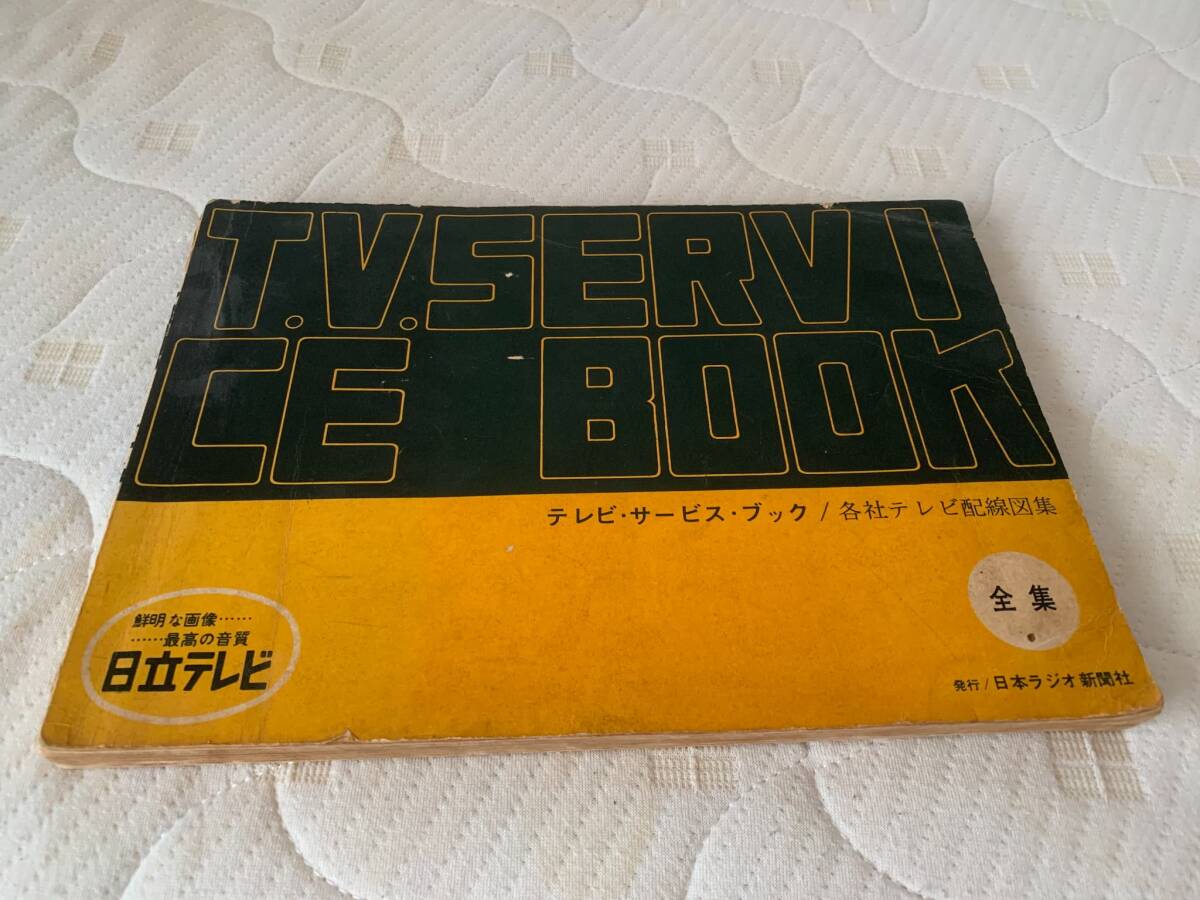 T.V.SERVI
CE BOOK
テレビ・サービス・ブック / 各社テレビ配線図集
全集
鮮明な画像……
……最高の音質
日立テレビ
発行 / 日本ラジオ新聞社